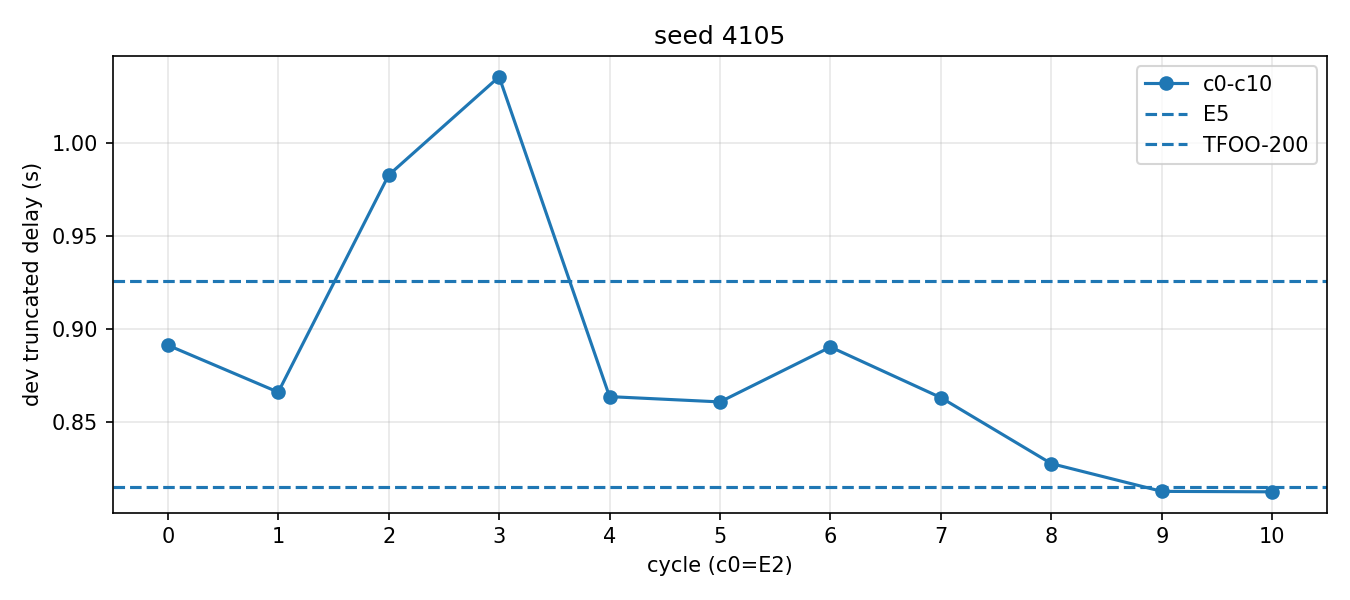 seed 4105
c0-c10
E5
TFOO-200
dev truncated delay (s)
1.00
0.95
0.90
0.85
0 1 2 3 4 5 6 7 8 9 10
cycle (c0=E2)